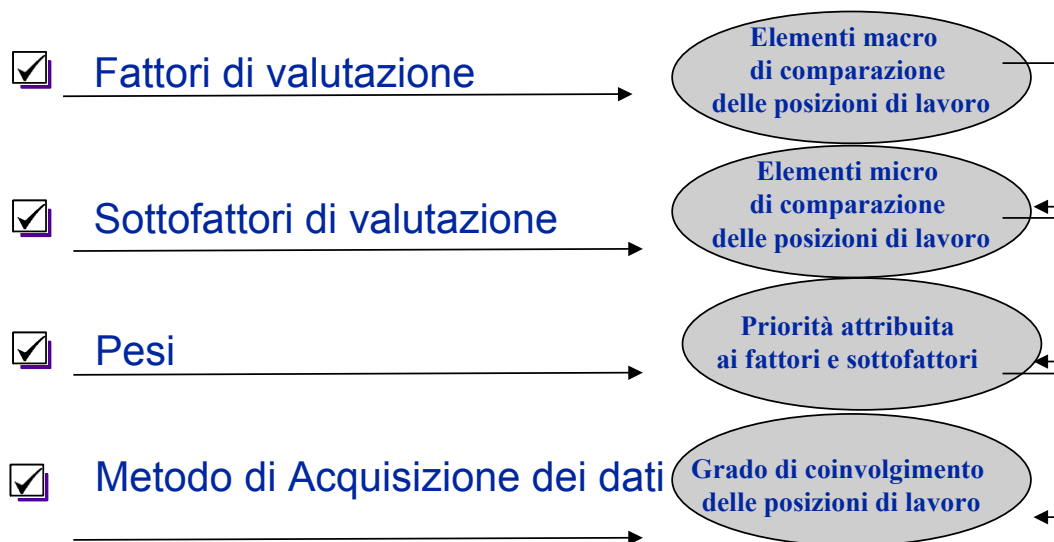 Fattori di valutazione
Elementi macro
di comparazione
delle posizioni di lavoro
Sottofattori di valutazione
Elementi micro
di comparazione
delle posizioni di lavoro
Pesi
Priorità attribuita
ai fattori e sottofattori
Metodo di Acquisizione dei dati
Grado di coinvolgimento
delle posizioni di lavoro